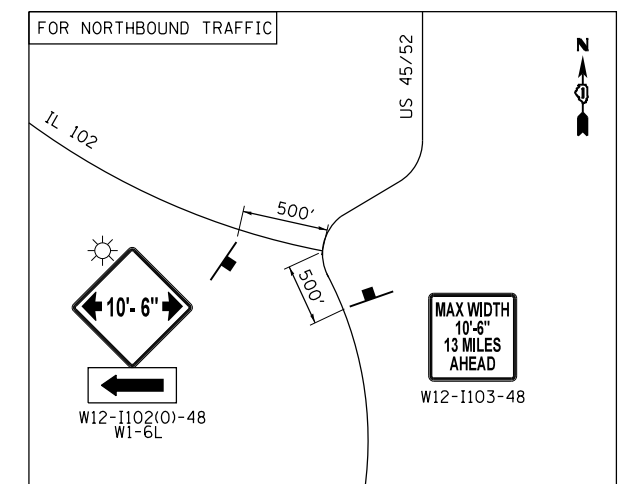 FOR NORTHBOUND TRAFFIC
US 45/52
N
IL 102
500'
500'
10'- 6"
W12-I102(0)-48
W1-6L
MAX WIDTH
10'-6"
13 MILES
AHEAD
W12-I103-48